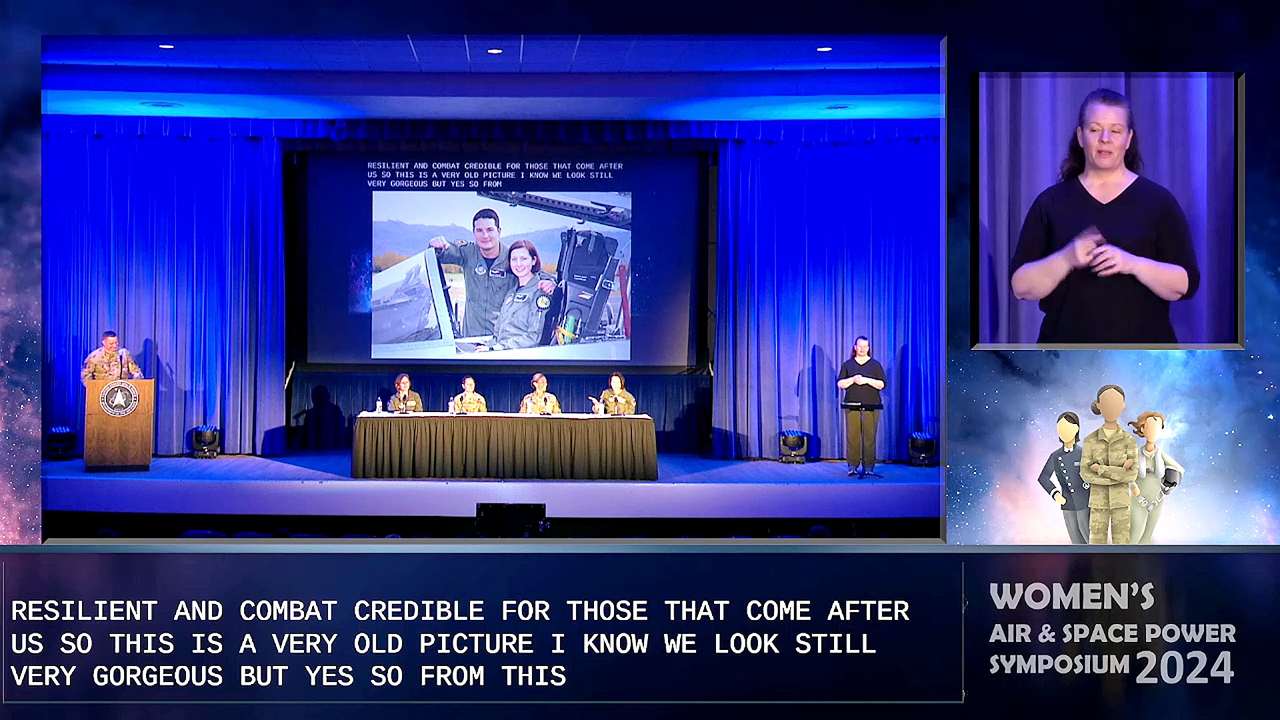 RESILIENT AND COMBAT CREDIBLE FOR THOSE THAT COME AFTER
US SO THIS IS A VERY OLD PICTURE I KNOW WE LOOK STILL
VERY GORGEOUS BUT YES SO FROM
RESILIENT AND COMBAT CREDIBLE FOR THOSE THAT COME AFTER
US SO THIS IS A VERY OLD PICTURE I KNOW WE LOOK STILL
VERY GORGEOUS BUT YES SO FROM THIS
WOMEN'S
AIR & SPACE POWER
SYMPOSIUM 2024